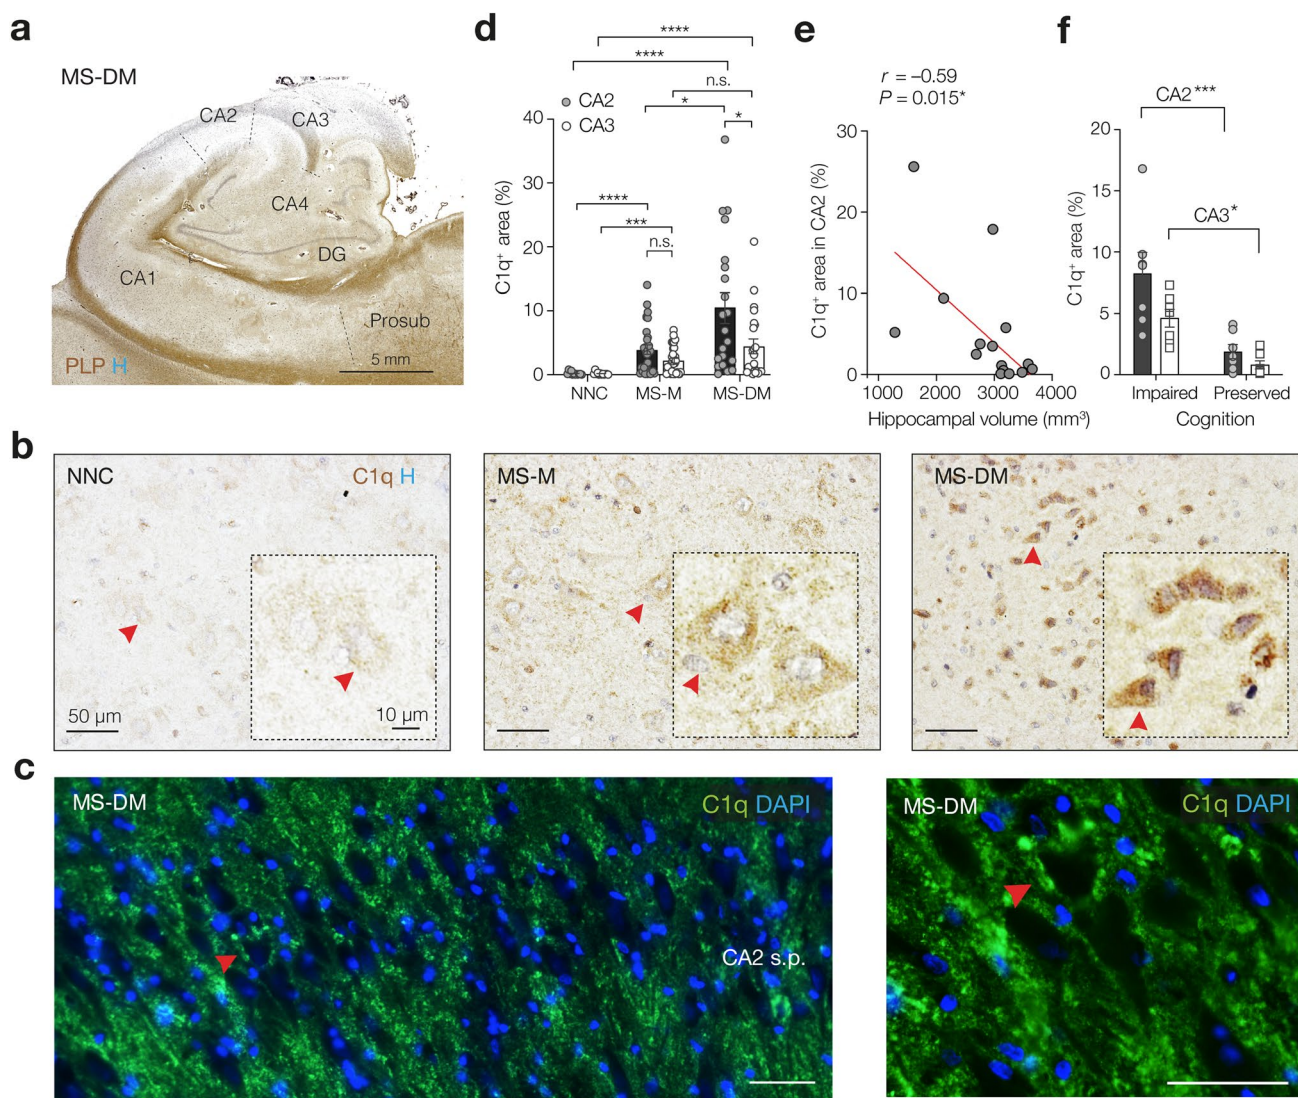 a
MS-DM
CA2
CA3
CA4
DG
CA1
Prosub
PLP H
5 mm
d
****
****
n.s.
*
*
CA2
CA3
****
***
n.s.
C1q⁺ area (%)
40
30
20
10
0
NNC
MS-M
MS-DM
e
r = –0.59
P = 0.015*
C1q⁺ area in CA2 (%)
30
20
10
0
1000
2000
3000
4000
Hippocampal volume (mm³)
f
CA2***
CA3*
C1q⁺ area (%)
20
15
10
5
0
Impaired
Preserved
Cognition
b
NNC
C1q H
50 µm
10 µm
MS-M
MS-DM
c
MS-DM
C1q DAPI
CA2 s.p.
MS-DM
C1q DAPI